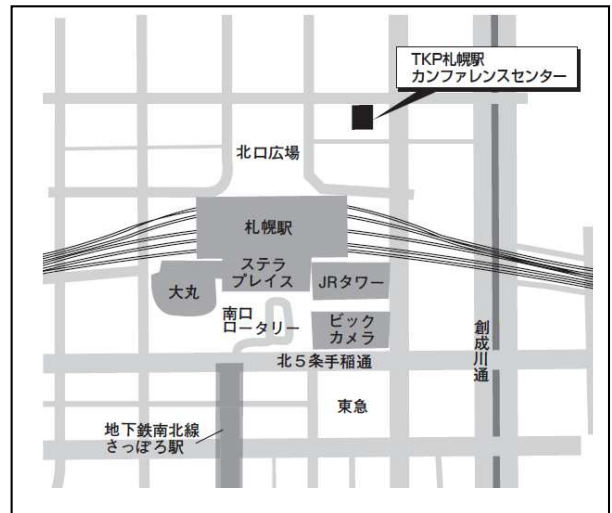 TKP札幌駅
カンファレンスセンター
北口広場
札幌駅
ステラ
プレイス
大丸
JRタワー
南口
ロータリー
ビック
カメラ
北5条手稲通
創成川通
東急
地下鉄南北線
さっぽろ駅